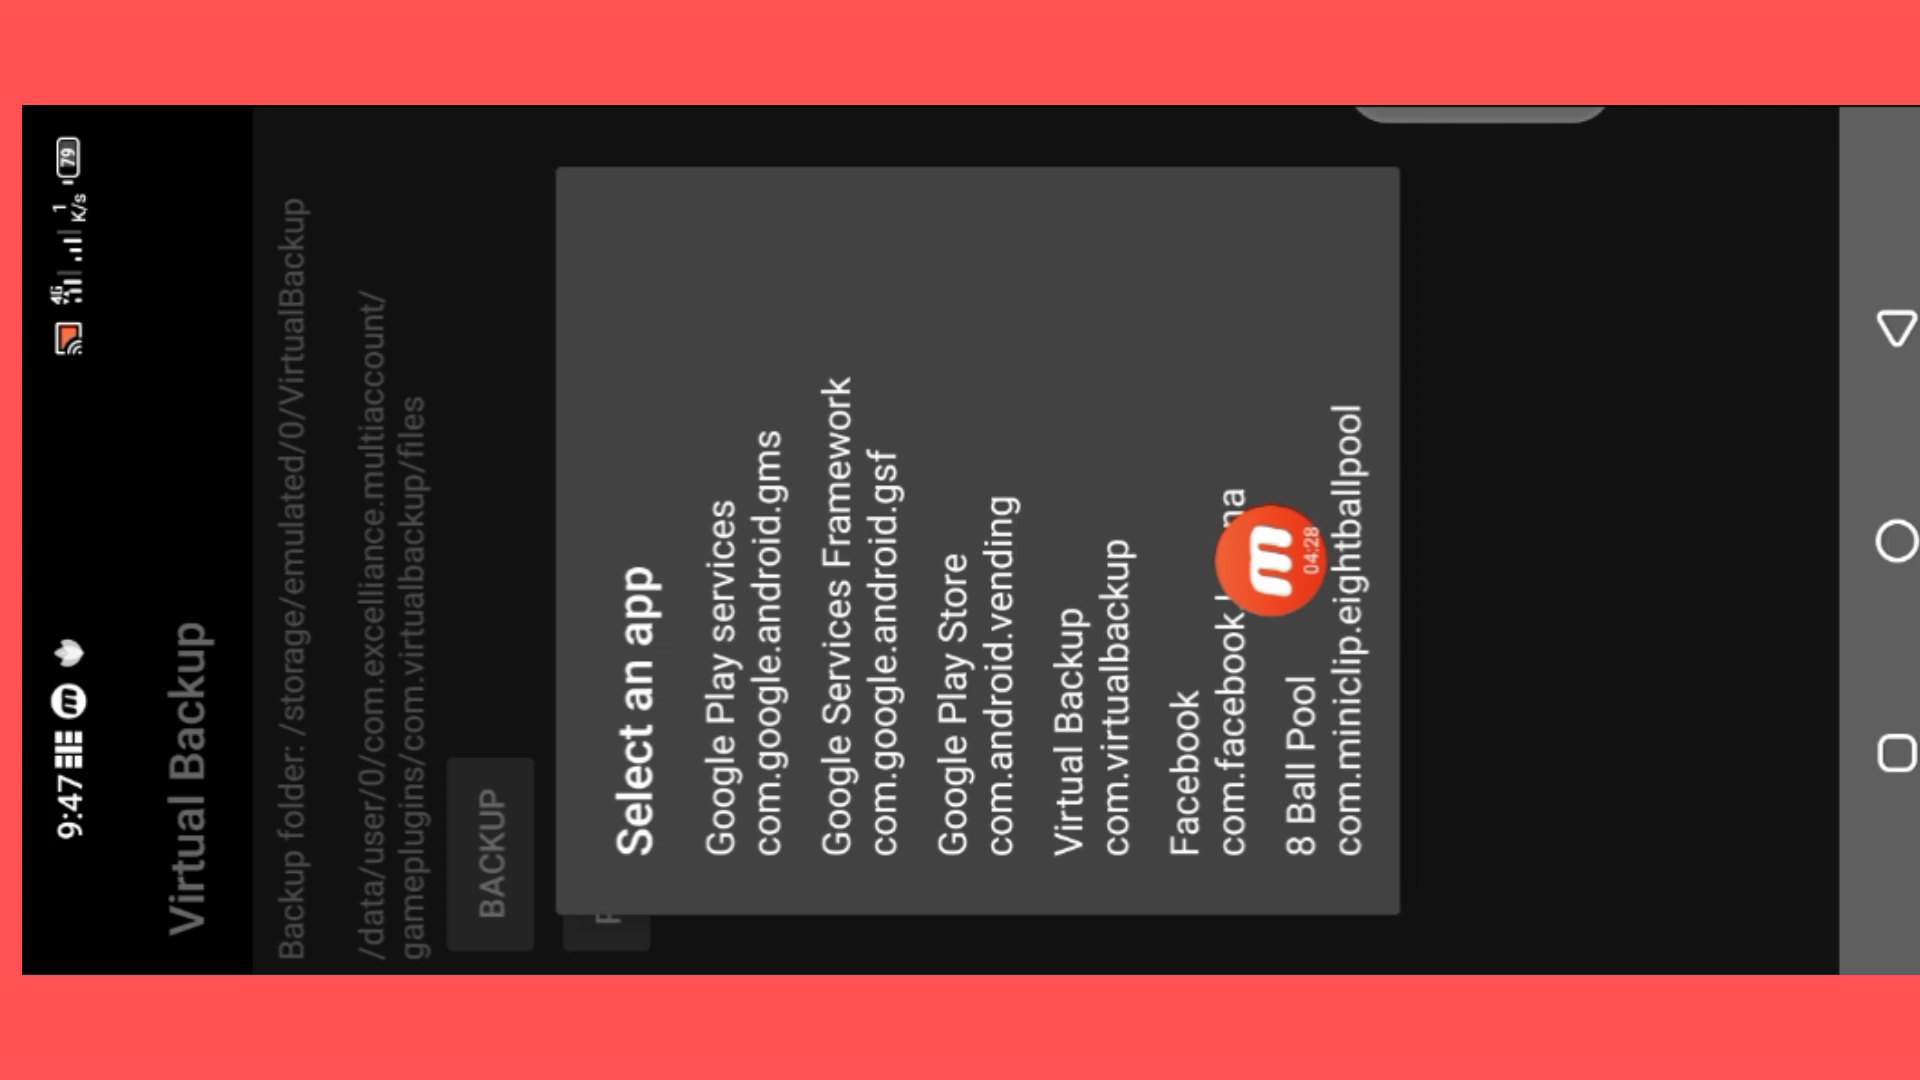 9:47
4G
1
K/s
79
Virtual Backup
Backup folder: /storage/emulated/0/VirtualBackup
/data/user/0/com.excelliance.multiaccount/
gameplugins/com.virtualbackup/files
BACKUP
Select an app
Google Play services
com.google.android.gms
Google Services Framework
com.google.android.gsf
Google Play Store
com.android.vending
Virtual Backup
com.virtualbackup
Facebook
com.facebook.
m
04:28
8 Ball Pool
com.miniclip.eightballpool